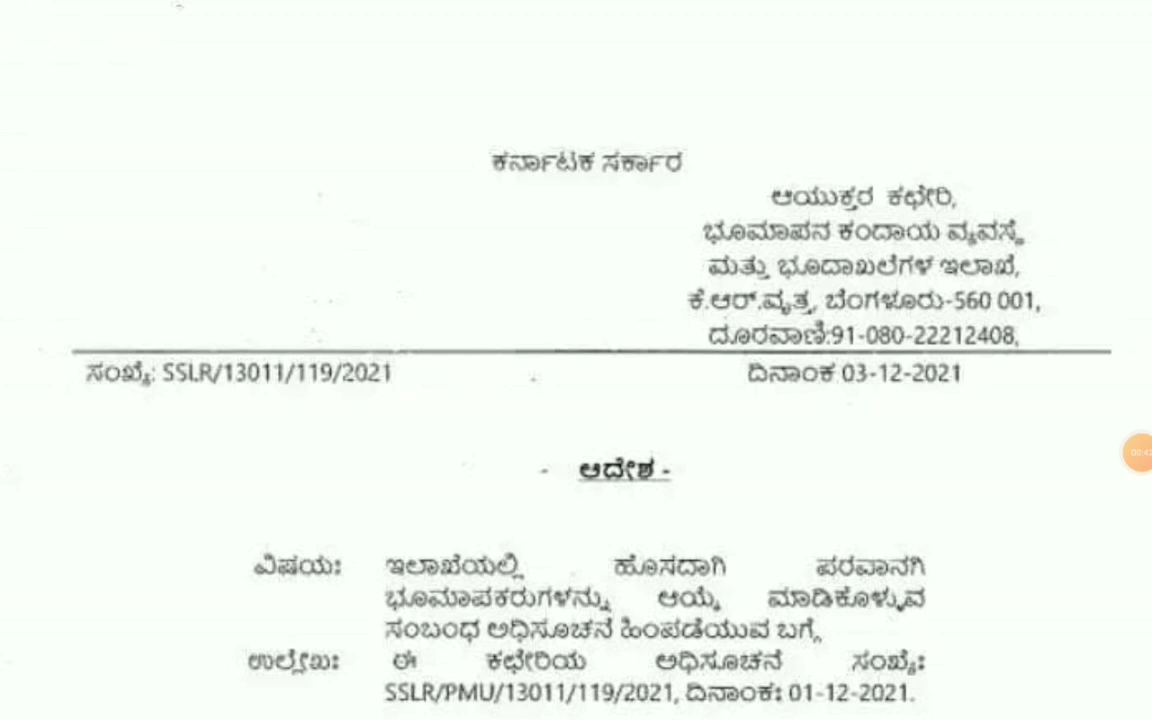 ಕರ್ನಾಟಕ ಸರ್ಕಾರ
ಆಯುಕ್ತರ ಕಛೇರಿ,
ಭೂಮಾಪನ ಕಂದಾಯ ವ್ಯವಸ್ಥೆ
ಮತ್ತು ಭೂದಾಖಲೆಗಳ ಇಲಾಖೆ,
ಕೆ.ಆರ್.ವೃತ್ತ, ಬೆಂಗಳೂರು-560 001,
ದೂರವಾಣಿ:91-080-22212408,
ಸಂಖ್ಯೆ: SSLR/13011/119/2021 ದಿನಾಂಕ 03-12-2021
- ಆದೇಶ -
ವಿಷಯ: ಇಲಾಖೆಯಲ್ಲಿ ಹೊಸದಾಗಿ ಪರವಾನಗಿ
ಭೂಮಾಪಕರುಗಳನ್ನು ಆಯ್ಕೆ ಮಾಡಿಕೊಳ್ಳುವ
ಸಂಬಂಧ ಅಧಿಸೂಚನೆ ಹಿಂಪಡೆಯುವ ಬಗ್ಗೆ
ಉಲ್ಲೇಖ: ಈ ಕಛೇರಿಯ ಅಧಿಸೂಚನೆ ಸಂಖ್ಯೆ:
SSLR/PMU/13011/119/2021, ದಿನಾಂಕ: 01-12-2021.